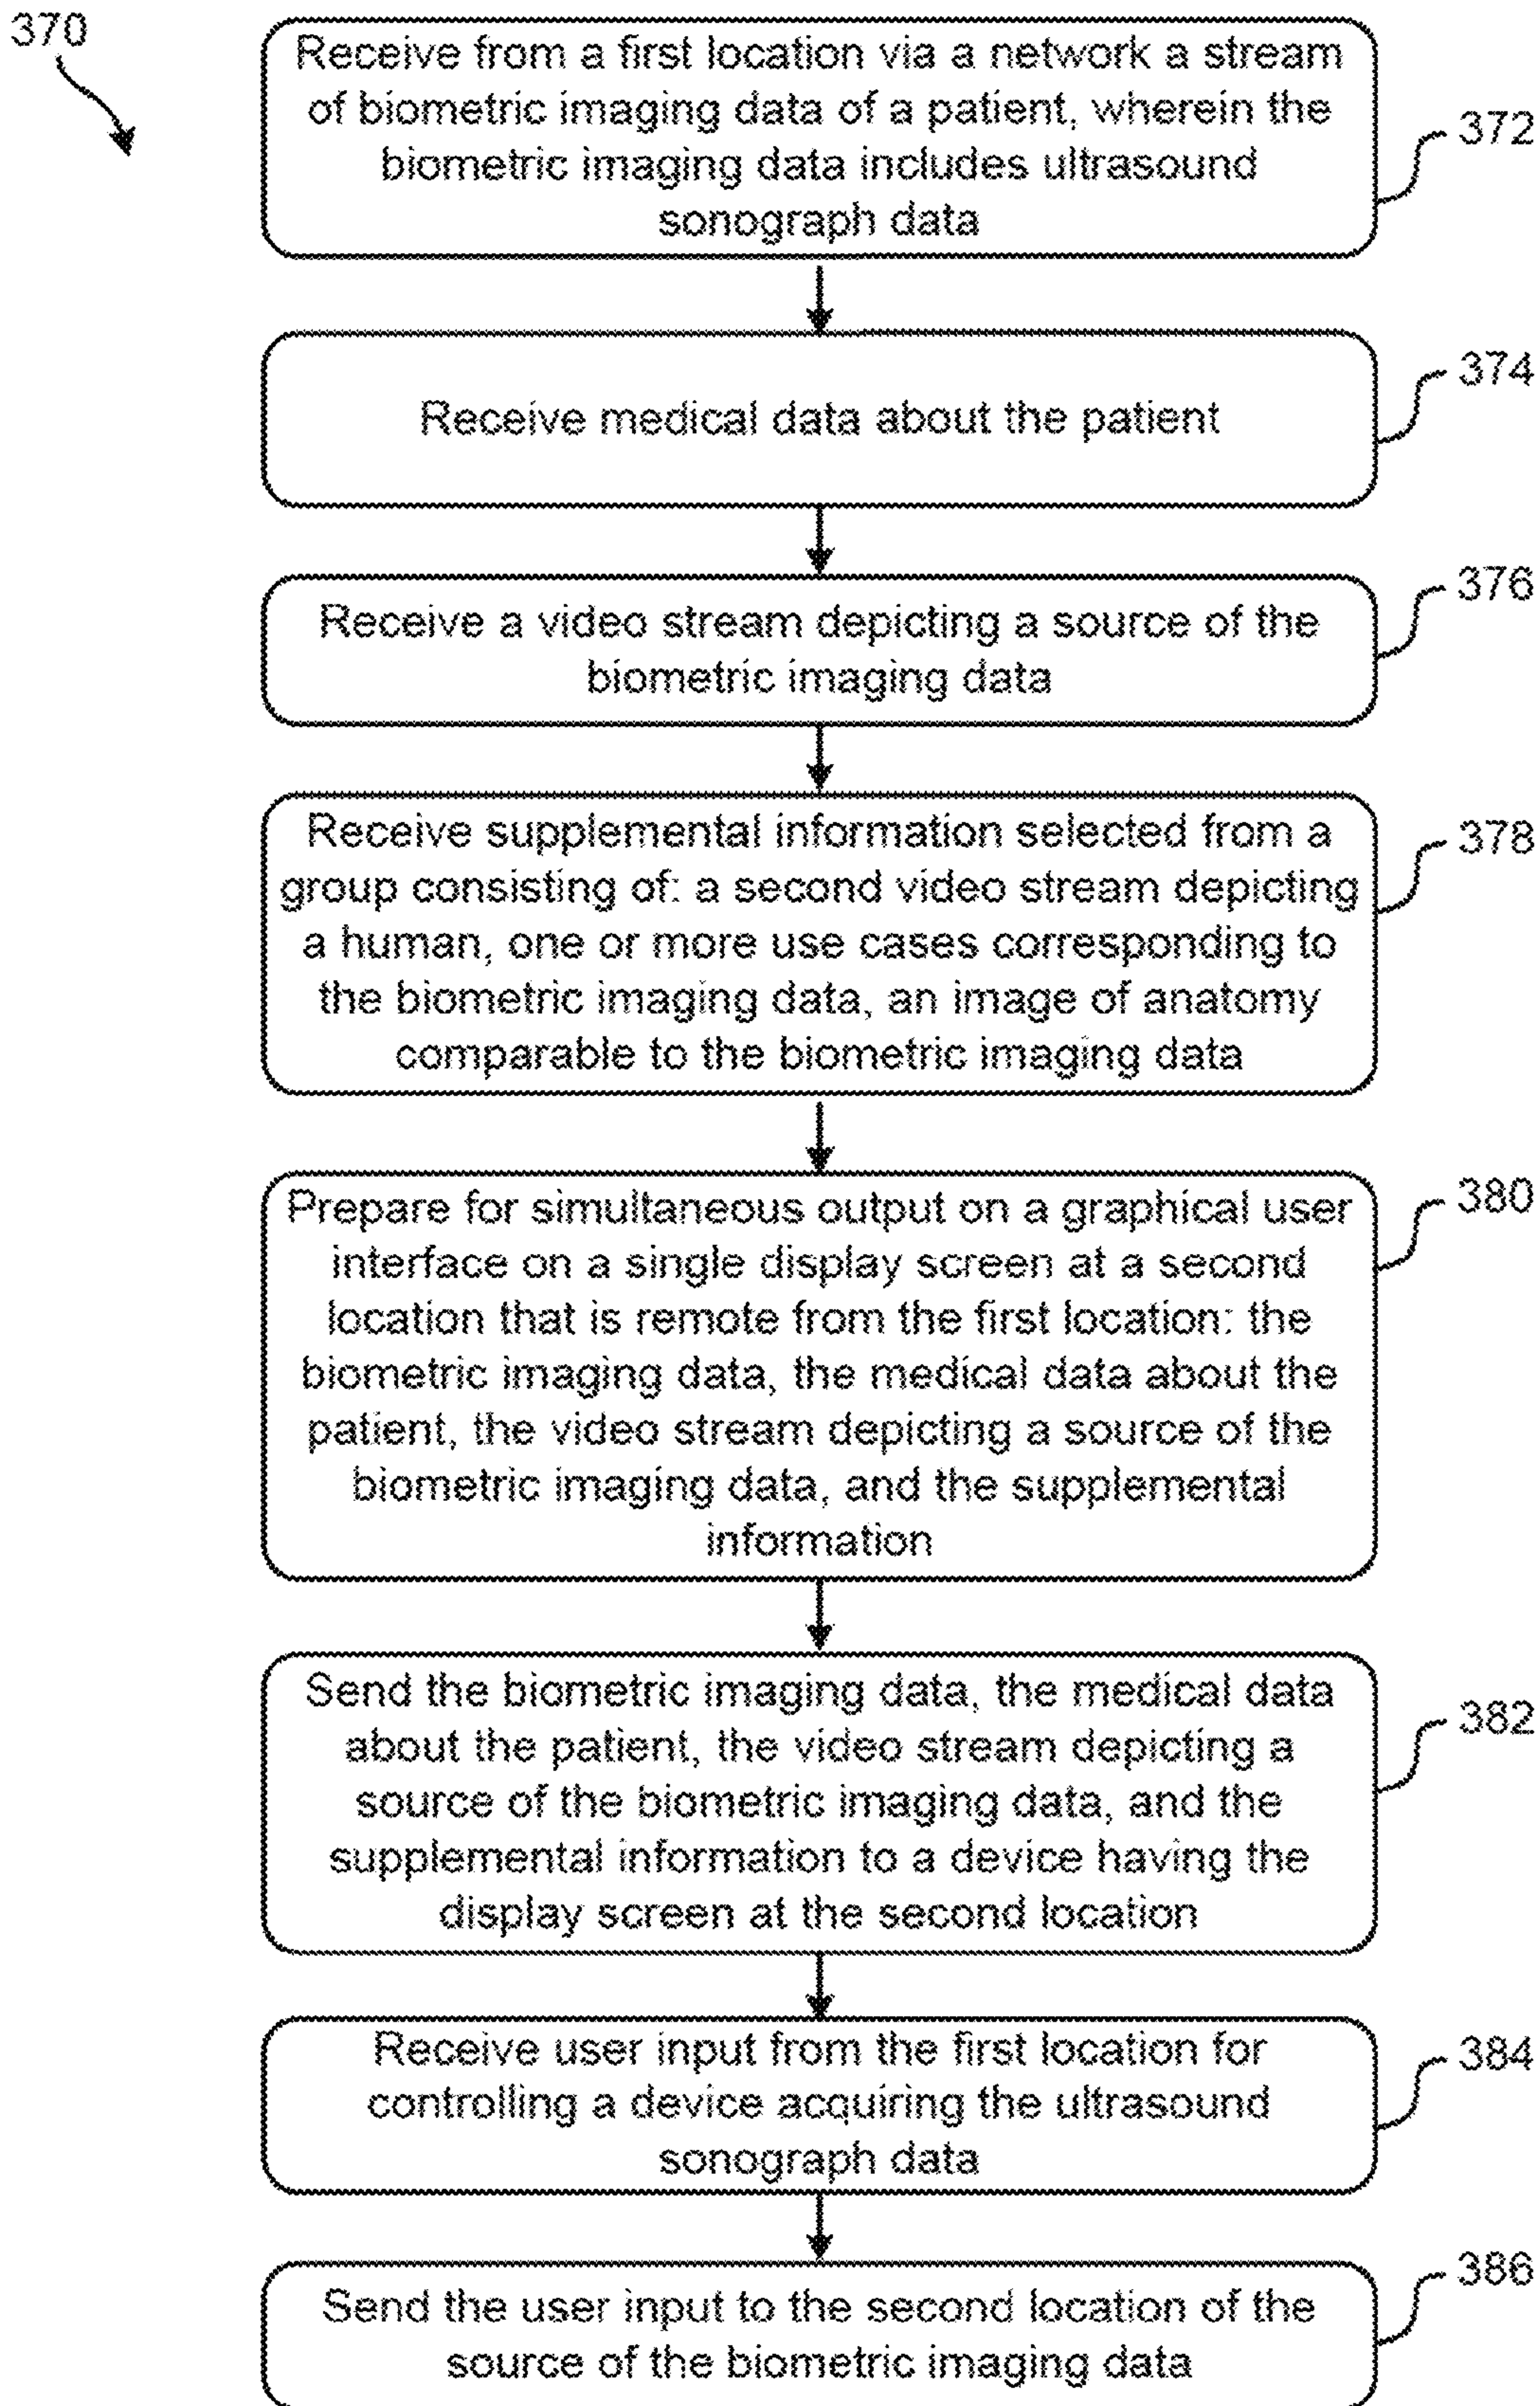 370
Receive from a first location via a network a stream
of biometric imaging data of a patient, wherein the
biometric imaging data includes ultrasound
sonograph data
372
Receive medical data about the patient
374
Receive a video stream depicting a source of the
biometric imaging data
376
Receive supplemental information selected from a
group consisting of: a second video stream depicting
a human, one or more use cases corresponding to
the biometric imaging data, an image of anatomy
comparable to the biometric imaging data
378
Prepare for simultaneous output on a graphical user
interface on a single display screen at a second
location that is remote from the first location: the
biometric imaging data, the medical data about the
patient, the video stream depicting a source of the
biometric imaging data, and the supplemental
information
380
Send the biometric imaging data, the medical data
about the patient, the video stream depicting a
source of the biometric imaging data, and the
supplemental information to a device having the
display screen at the second location
382
Receive user input from the first location for
controlling a device acquiring the ultrasound
sonograph data
384
Send the user input to the second location of the
source of the biometric imaging data
386